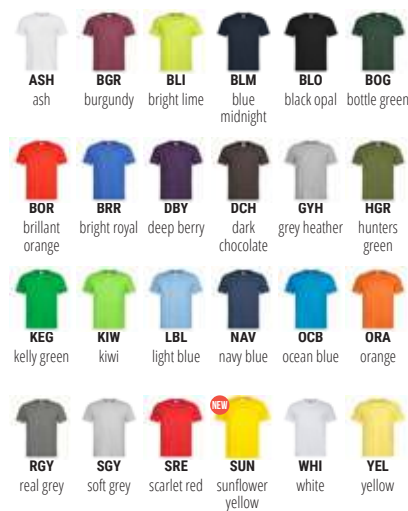 ASH BGR BLI BLM BLO BOG
ash burgundy bright lime blue black opal bottle green
midnight
BOR BRR DBY DCH GYH HGR
brillant bright royal deep berry dark grey heather hunters
orange chocolate green
KEG KIW LBL NAV OCB ORA
kelly green kiwi light blue navy blue ocean blue orange
NEW
RGY SGY SRE SUN WHI YEL
real grey soft grey scarlet red sunflower white yellow
yellow